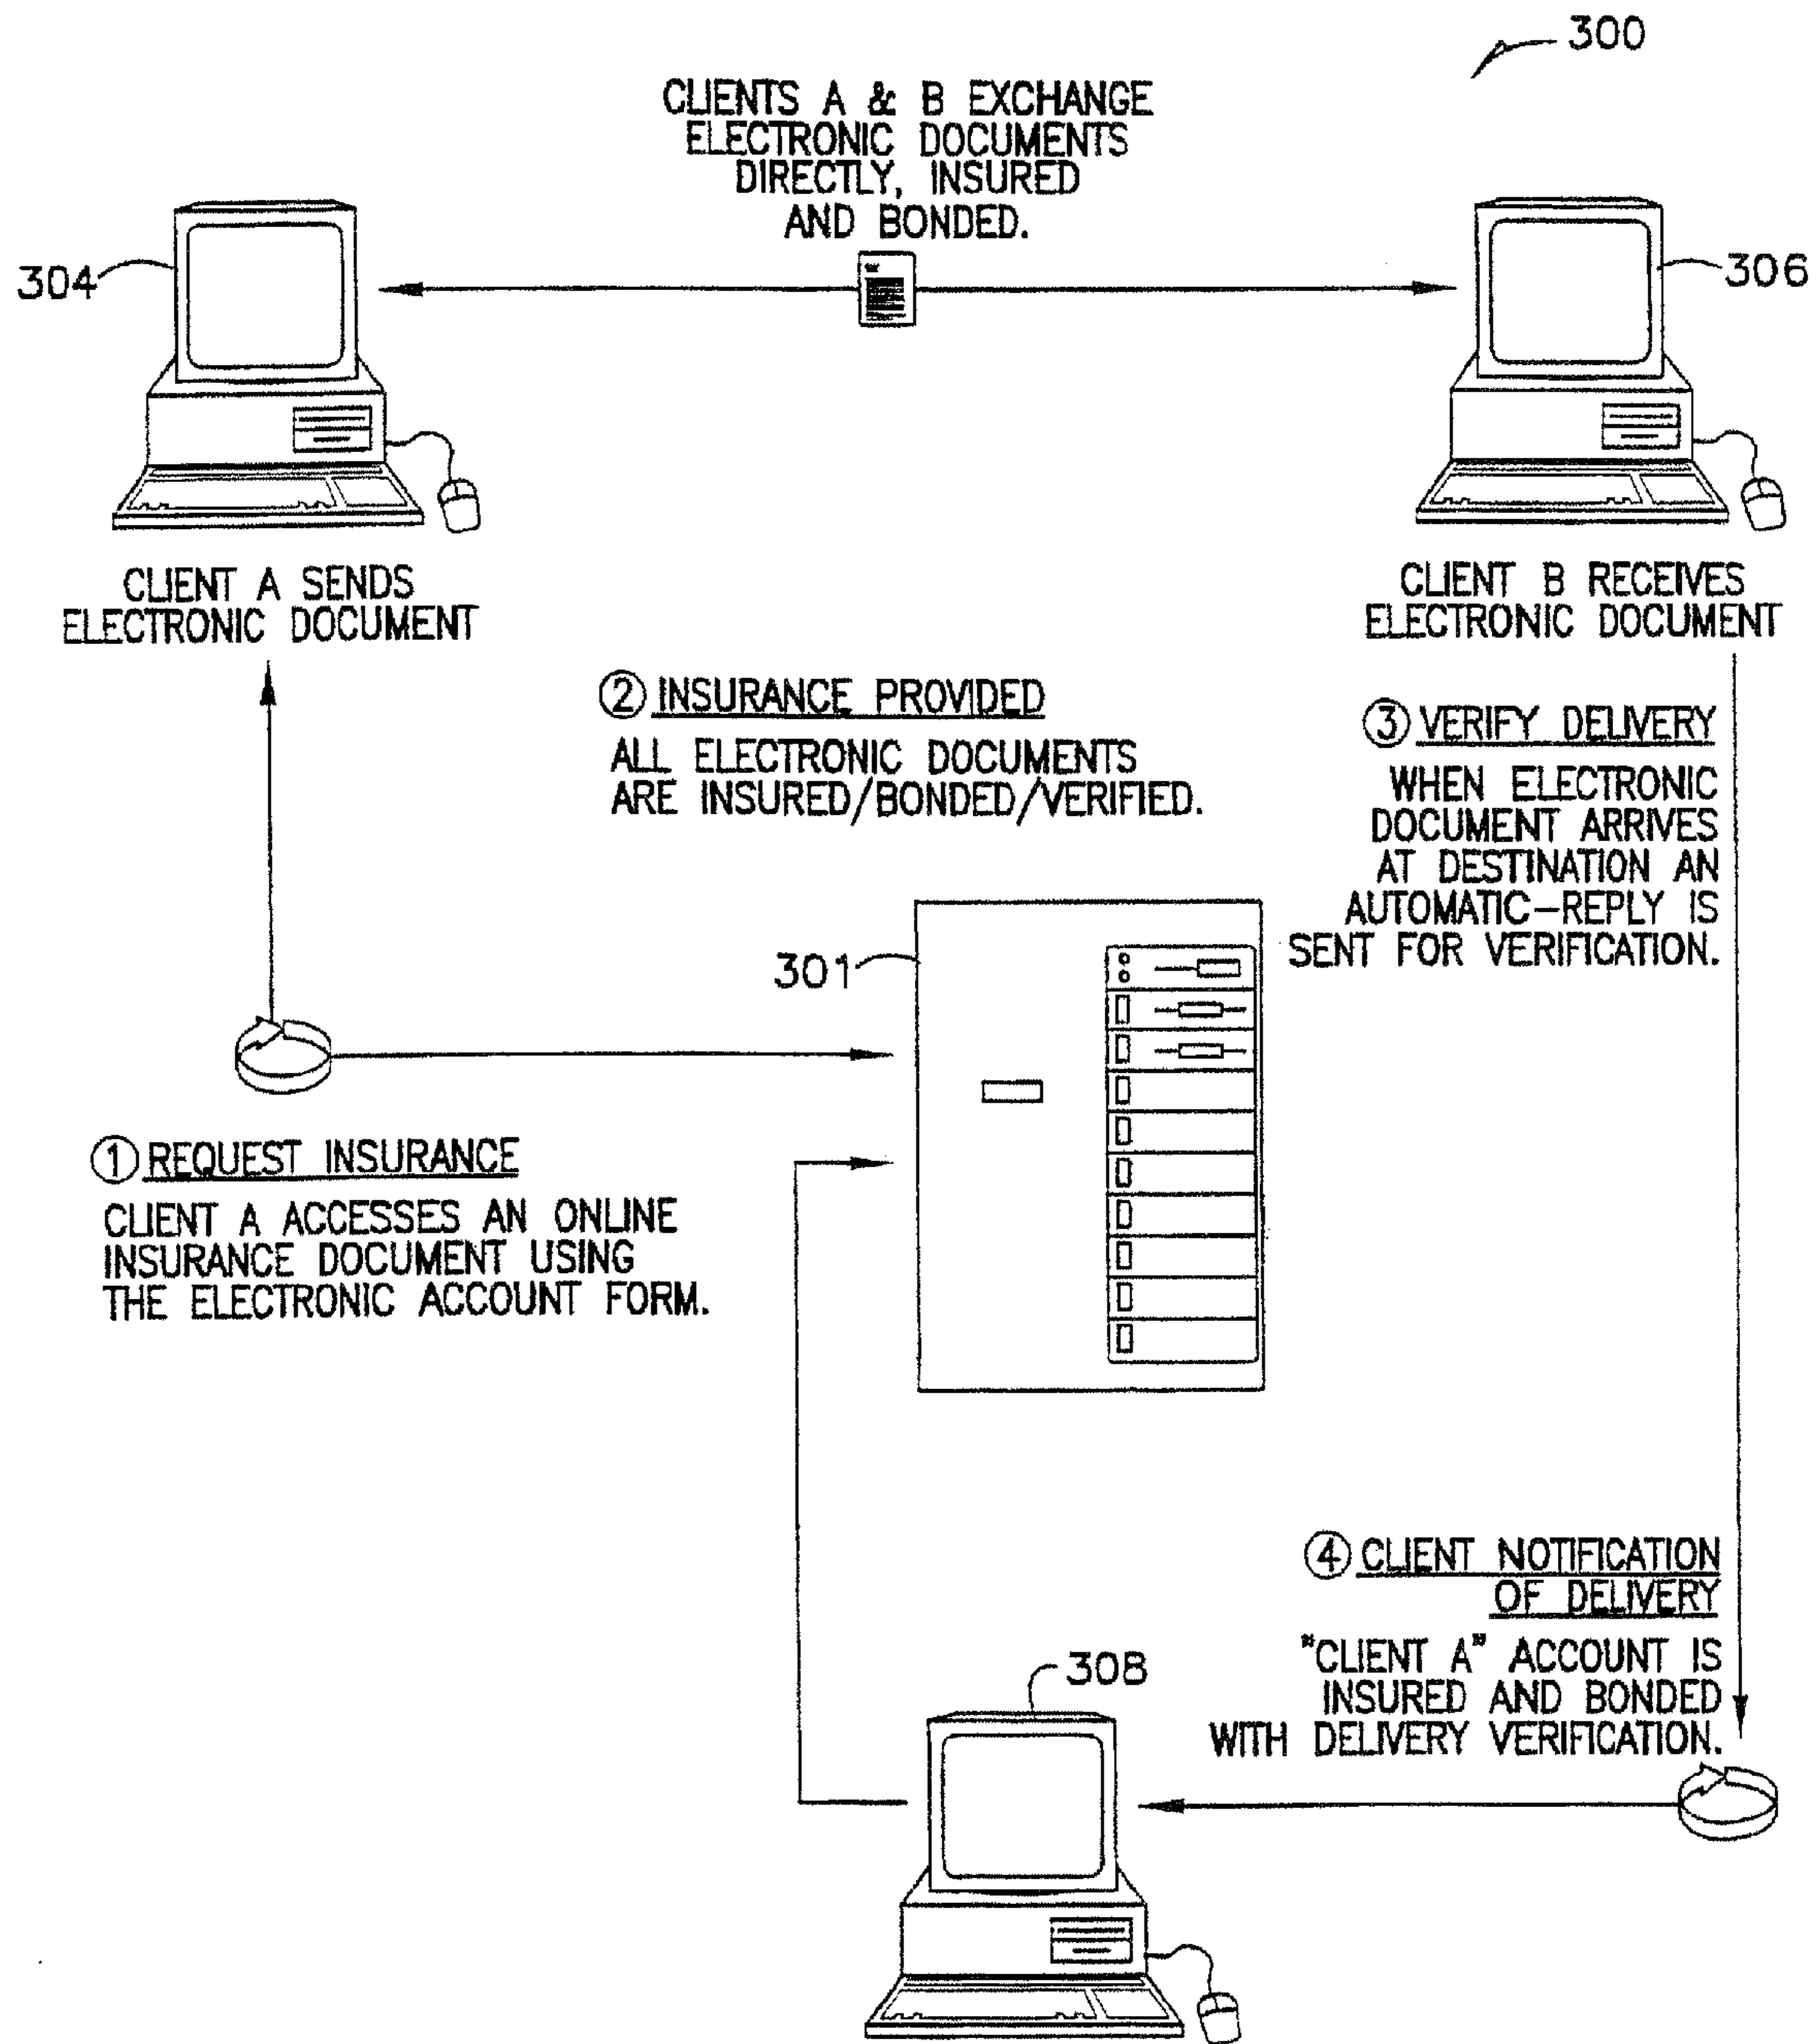 300
CLIENTS A & B EXCHANGE
ELECTRONIC DOCUMENTS
DIRECTLY, INSURED
AND BONDED.
304
306
CLIENT A SENDS
ELECTRONIC DOCUMENT
CLIENT B RECEIVES
ELECTRONIC DOCUMENT
② INSURANCE PROVIDED
ALL ELECTRONIC DOCUMENTS
ARE INSURED/BONDED/VERIFIED.
③ VERIFY DELIVERY
WHEN ELECTRONIC
DOCUMENT ARRIVES
AT DESTINATION AN
AUTOMATIC-REPLY IS
SENT FOR VERIFICATION.
301
① REQUEST INSURANCE
CLIENT A ACCESSES AN ONLINE
INSURANCE DOCUMENT USING
THE ELECTRONIC ACCOUNT FORM.
④ CLIENT NOTIFICATION
OF DELIVERY
"CLIENT A" ACCOUNT IS
INSURED AND BONDED
WITH DELIVERY VERIFICATION.
308